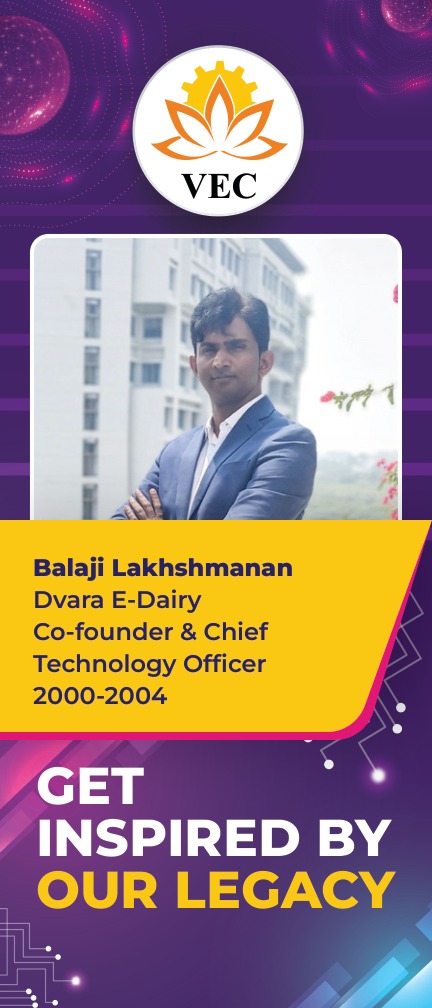 VEC
Balaji Lakhshmanan
Dvara E-Dairy
Co-founder & Chief
Technology Officer
2000-2004
GET
INSPIRED BY
OUR LEGACY